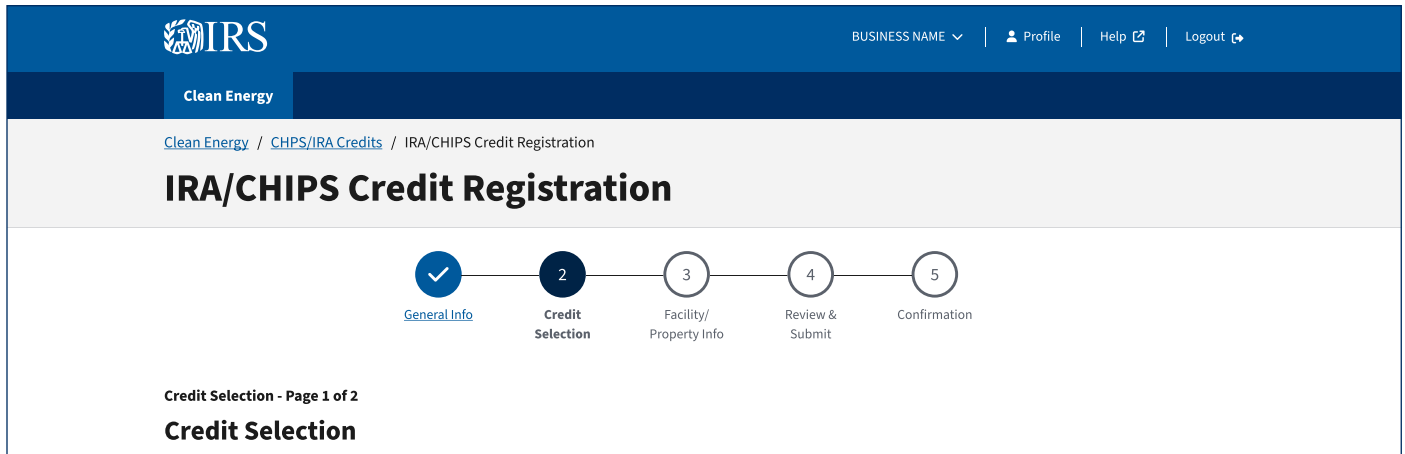 IRS
BUSINESS NAME
Profile
Help
Logout
Clean Energy
Clean Energy / CHPS/IRA Credits / IRA/CHIPS Credit Registration
IRA/CHIPS Credit Registration
2
3
4
5
General Info
Credit
Selection
Facility/
Property Info
Review &
Submit
Confirmation
Credit Selection - Page 1 of 2
Credit Selection